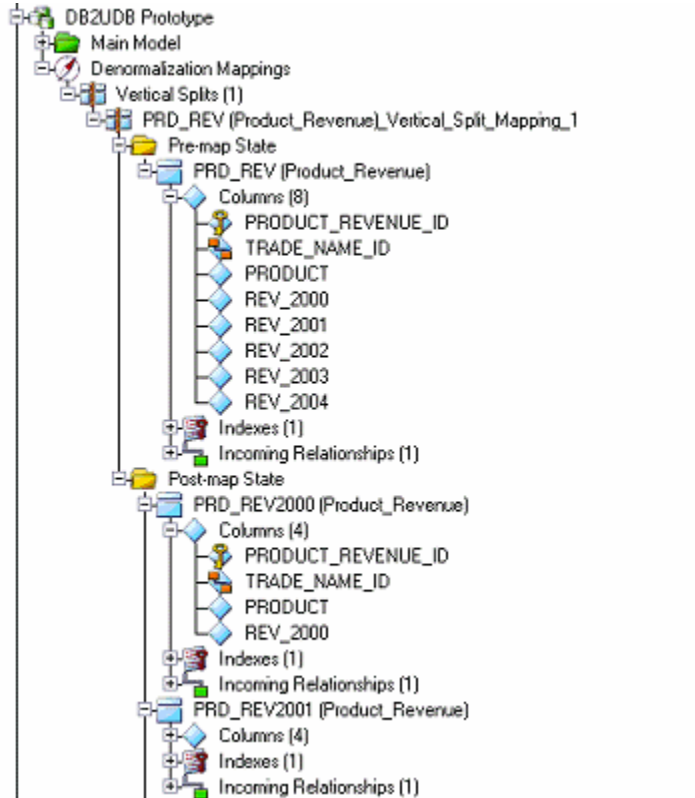 DB2UDB Prototype
Main Model
Denormalization Mappings
Vertical Splits (1)
PRD_REV (Product_Revenue)_Vertical_Split_Mapping_1
Pre-map State
PRD_REV (Product_Revenue)
Columns (8)
PRODUCT_REVENUE_ID
TRADE_NAME_ID
PRODUCT
REV_2000
REV_2001
REV_2002
REV_2003
REV_2004
Indexes (1)
Incoming Relationships (1)
Post-map State
PRD_REV2000 (Product_Revenue)
Columns (4)
PRODUCT_REVENUE_ID
TRADE_NAME_ID
PRODUCT
REV_2000
Indexes (1)
Incoming Relationships (1)
PRD_REV2001 (Product_Revenue)
Columns (4)
Indexes (1)
Incoming Relationships (1)